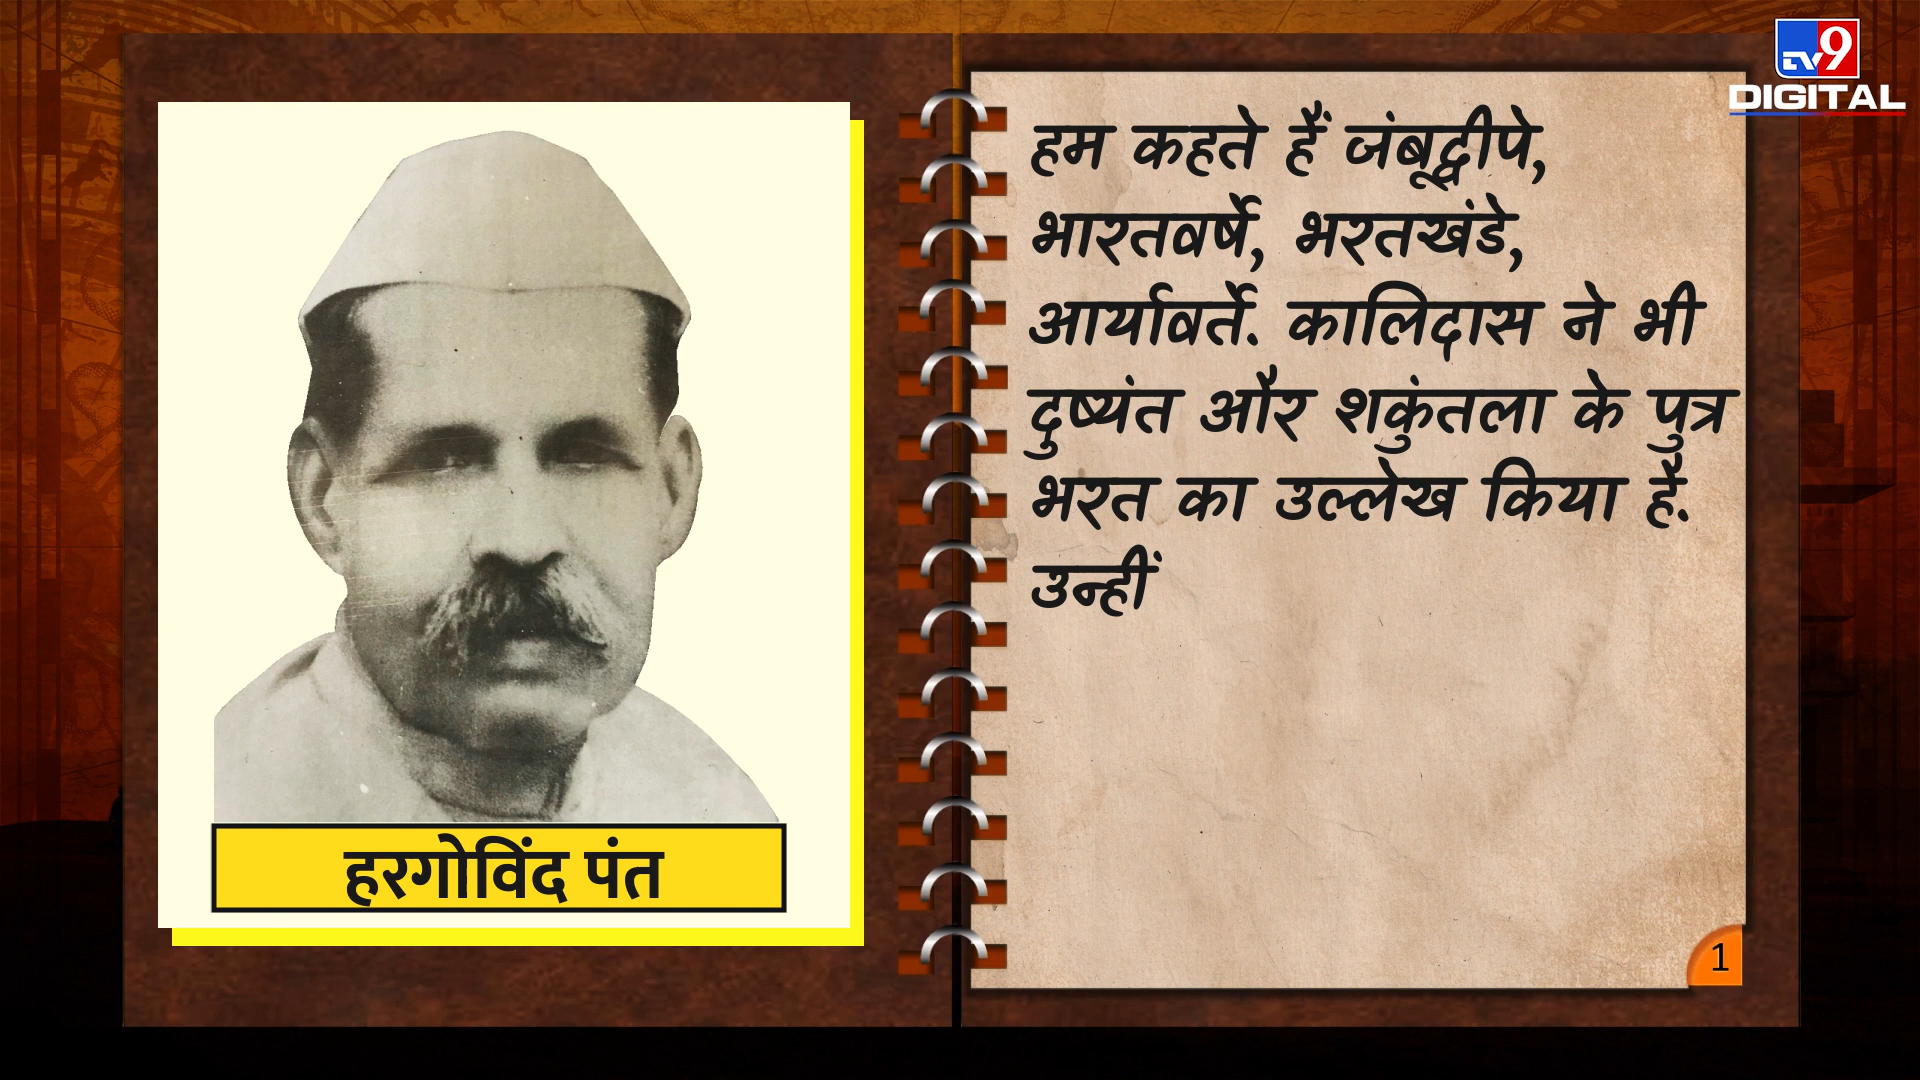 TV9
DIGITAL
हम कहते हैं जंबूद्वीपे,
भारतवर्षे, भरतखंडे,
आर्यावर्ते. कालिदास ने भी
दुष्यंत और शकुंतला के पुत्र
भरत का उल्लेख किया है.
उन्हीं
हरगोविंद पंत
1